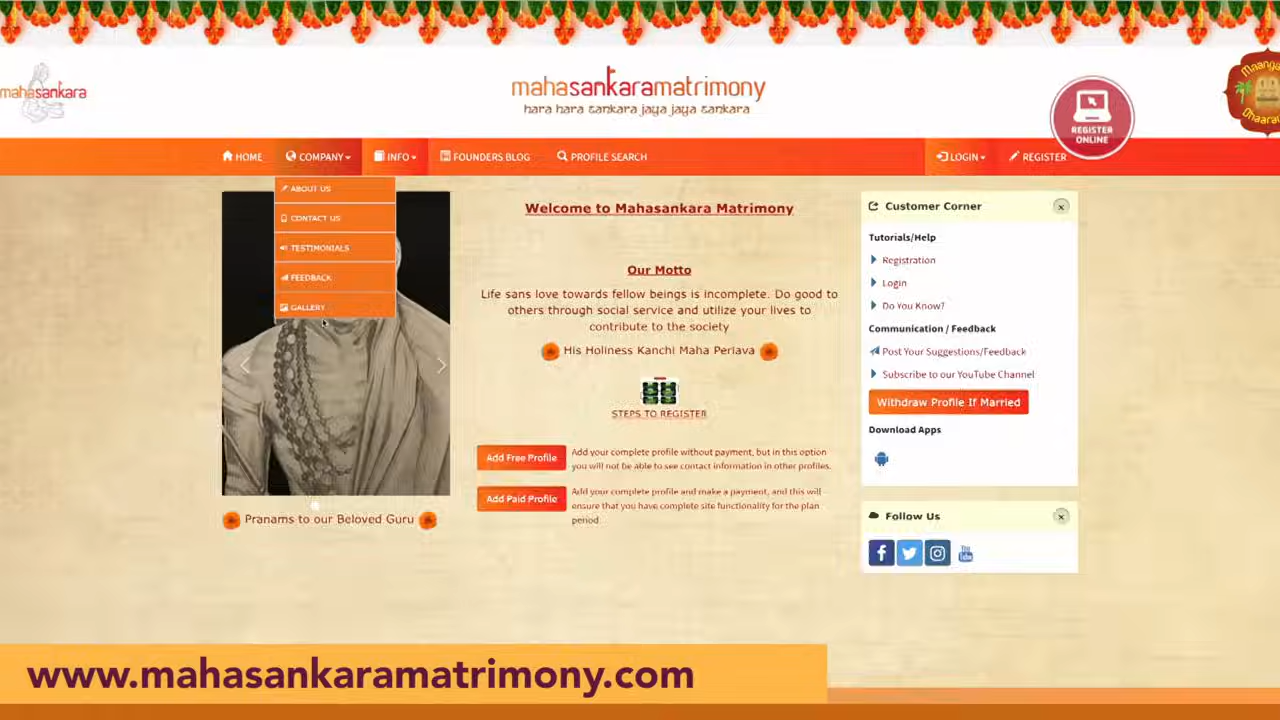 mahasankara
mahasankaramatrimony
hara hara sankara jaya jaya sankara
REGISTER
ONLINE
HOME
COMPANY
INFO
FOUNDERS BLOG
PROFILE SEARCH
LOGIN
REGISTER
ABOUT US
CONTACT US
TESTIMONIALS
FEEDBACK
GALLERY
Pranams to our Beloved Guru
Welcome to Mahasankara Matrimony
Our Motto
Life sans love towards fellow beings is incomplete. Do good to
others through social service and utilize your lives to
contribute to the society
His Holiness Kanchi Maha Periava
STEPS TO REGISTER
Add Free Profile
Add your complete profile without payment, but in this option
you will not be able to see contact information in other profiles.
Add Paid Profile
Add your complete profile and make a payment, and this will
ensure that you have complete site functionality for the plan
period.
Customer Corner
Tutorials/Help
Registration
Login
Do You Know?
Communication / Feedback
Post Your Suggestions/Feedback
Subscribe to our YouTube Channel
Withdraw Profile If Married
Download Apps
Follow Us
You
Tube
www.mahasankaramatrimony.com